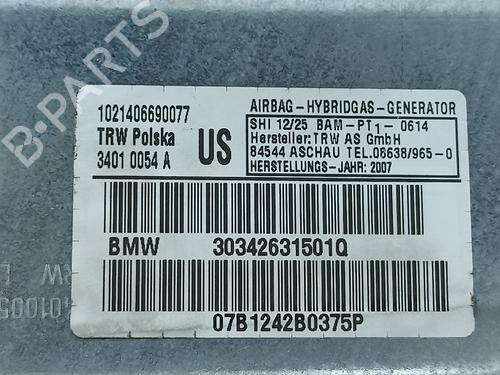 B-PARTS
1021406690077
TRW Polska
3401 0054 A
US
AIRBAG-HYBRIDGAS-GENERATOR
SHI 12/25 BAM-PT1-0614
Hersteller: TRW AS GmbH
84544 ASCHAU TEL.08638/965-0
HERSTELLUNGS-JAHR: 2007
BMW 30342631501Q
07B1242B0375P